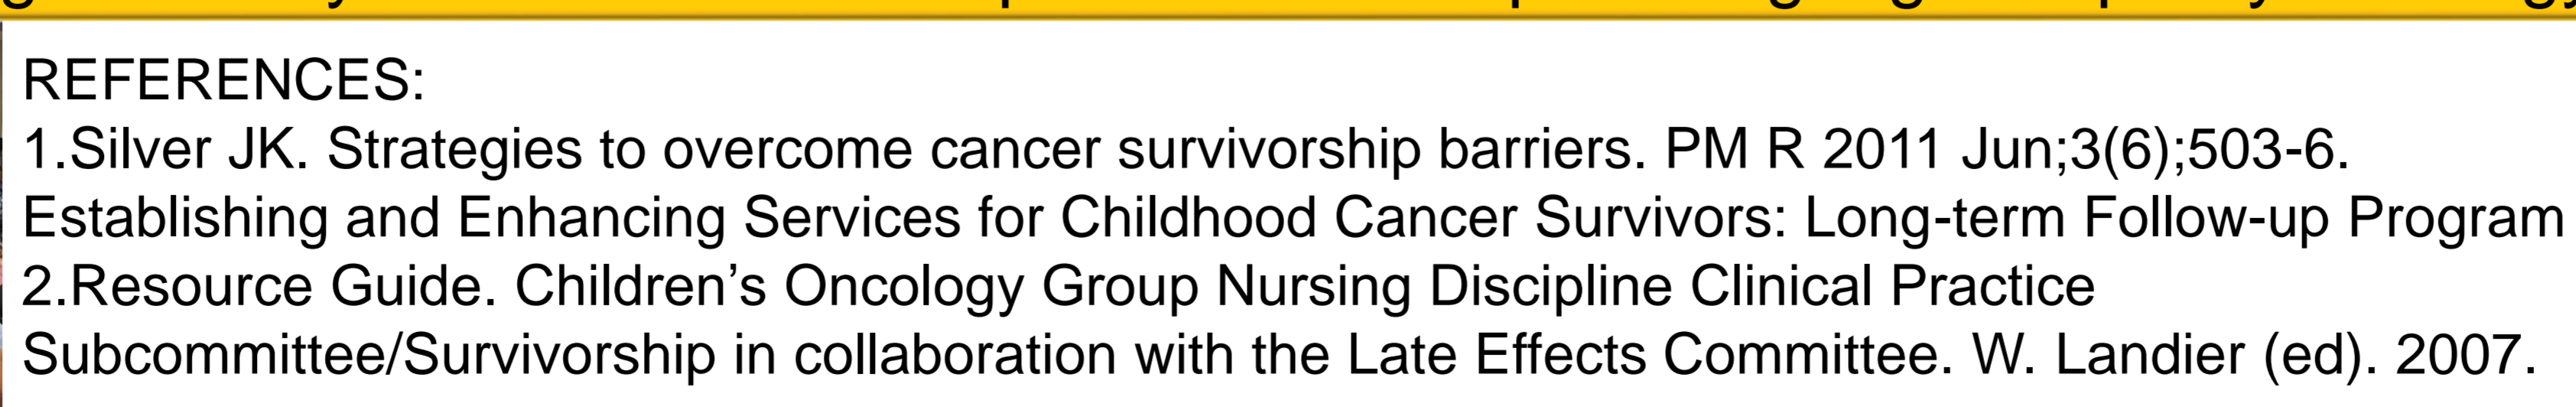 REFERENCES:
1.Silver JK. Strategies to overcome cancer survivorship barriers. PM R 2011 Jun;3(6);503-6.
Establishing and Enhancing Services for Childhood Cancer Survivors: Long-term Follow-up Program
2.Resource Guide. Children’s Oncology Group Nursing Discipline Clinical Practice
Subcommittee/Survivorship in collaboration with the Late Effects Committee. W. Landier (ed). 2007.